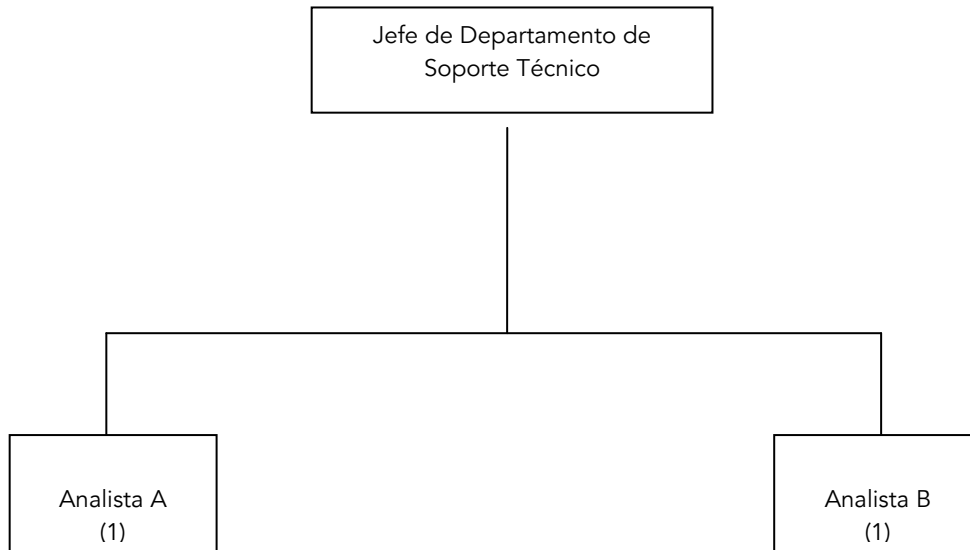 Jefe de Departamento de
Soporte Técnico
Analista A
(1)
Analista B
(1)